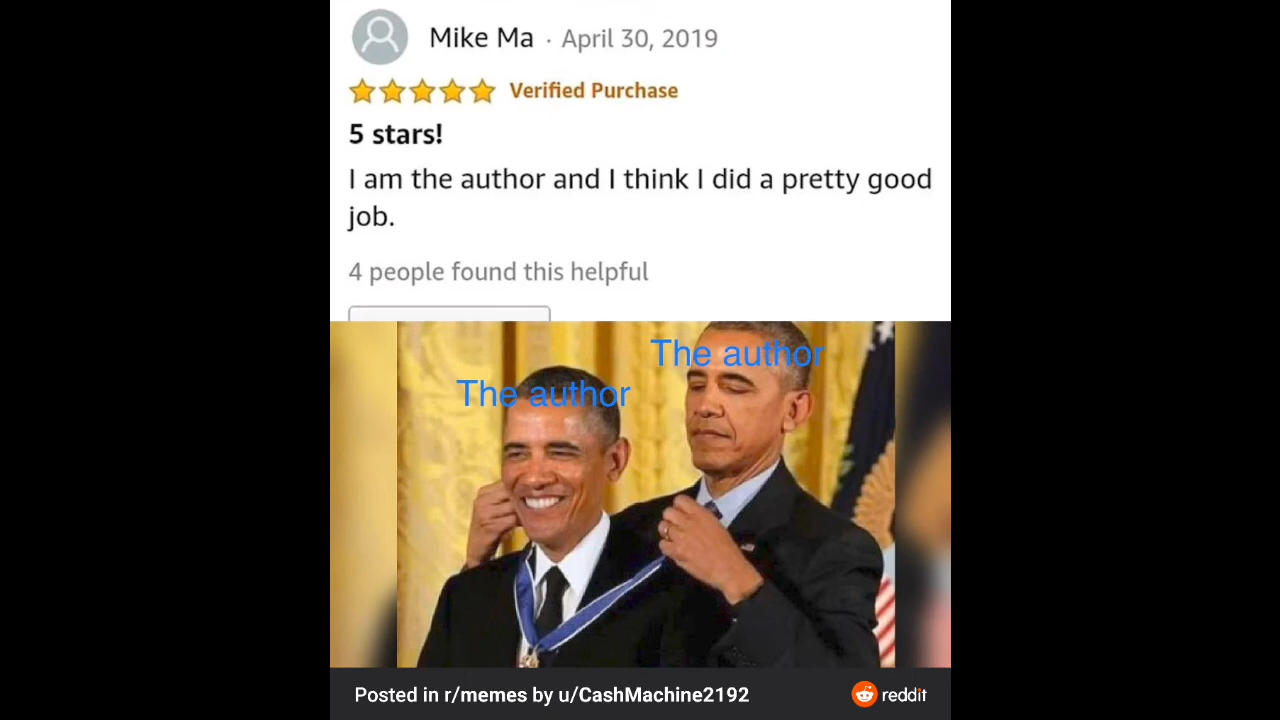 Mike Ma · April 30, 2019
Verified Purchase
5 stars!
I am the author and I think I did a pretty good
job.
4 people found this helpful
The author
The author
Posted in r/memes by u/CashMachine2192
reddit